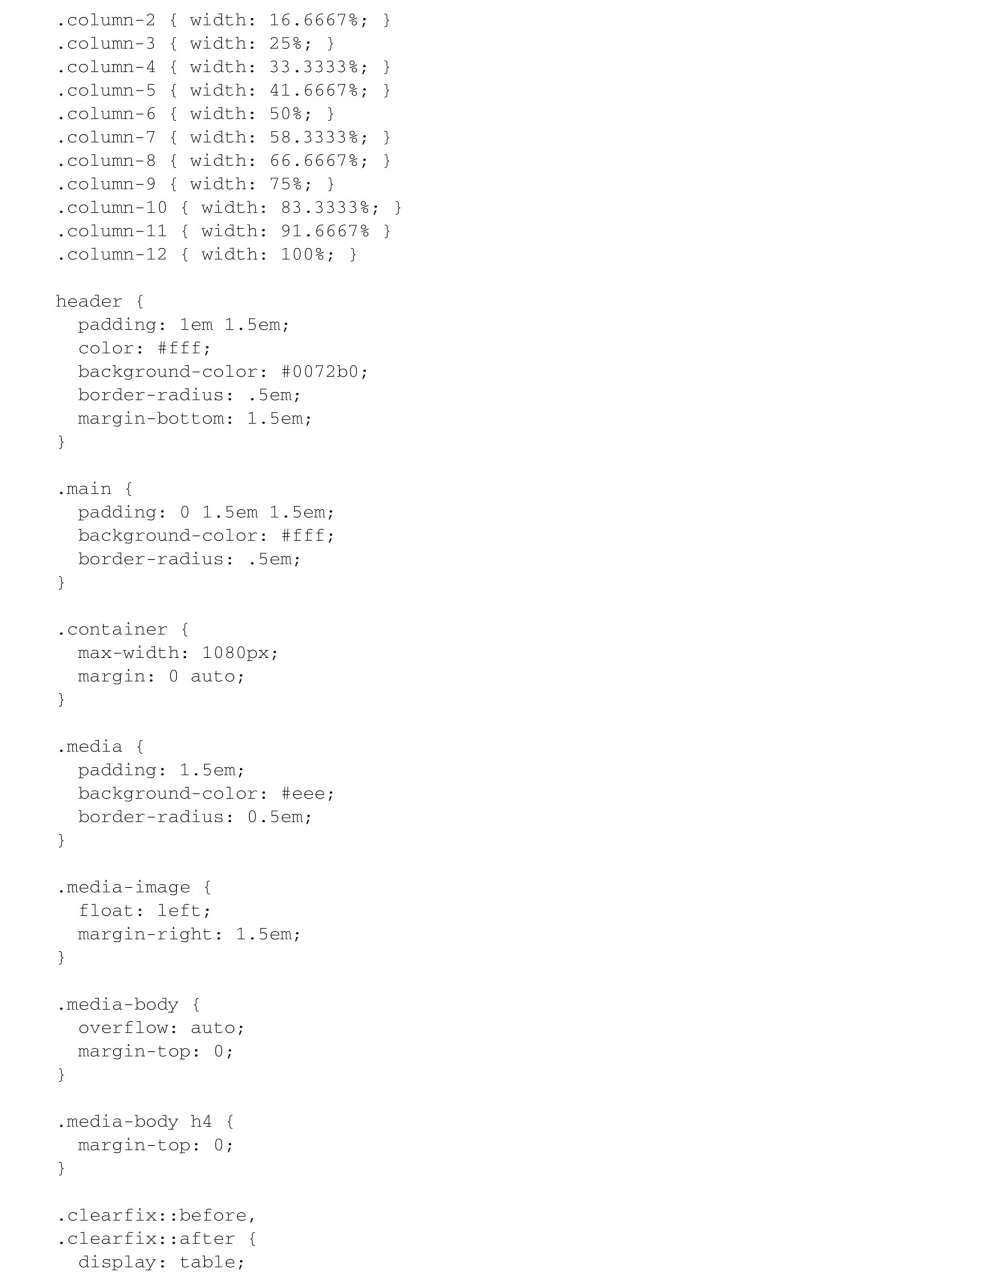 .column-2 { width: 16.6667%; }
.column-3 { width: 25%; }
.column-4 { width: 33.3333%; }
.column-5 { width: 41.6667%; }
.column-6 { width: 50%; }
.column-7 { width: 58.3333%; }
.column-8 { width: 66.6667%; }
.column-9 { width: 75%; }
.column-10 { width: 83.3333%; }
.column-11 { width: 91.6667% }
.column-12 { width: 100%; }

header {
  padding: 1em 1.5em;
  color: #fff;
  background-color: #0072b0;
  border-radius: .5em;
  margin-bottom: 1.5em;
}

.main {
  padding: 0 1.5em 1.5em;
  background-color: #fff;
  border-radius: .5em;
}

.container {
  max-width: 1080px;
  margin: 0 auto;
}

.media {
  padding: 1.5em;
  background-color: #eee;
  border-radius: 0.5em;
}

.media-image {
  float: left;
  margin-right: 1.5em;
}

.media-body {
  overflow: auto;
  margin-top: 0;
}

.media-body h4 {
  margin-top: 0;
}

.clearfix::before,
.clearfix::after {
  display: table;